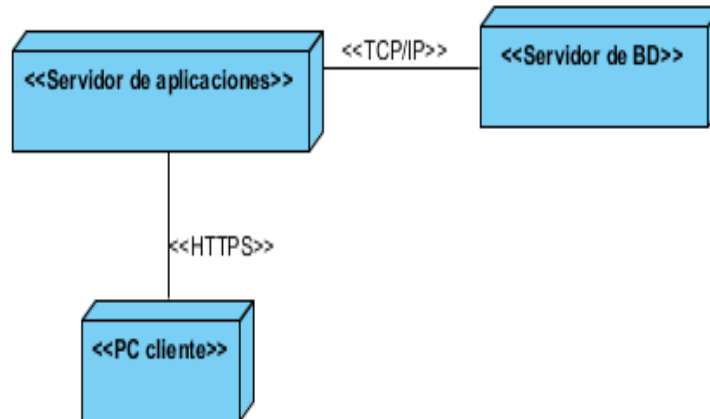 <<Servidor de aplicaciones>>
<<TCP/IP>>
<<Servidor de BD>>
<<HTTPS>>
<<PC cliente>>